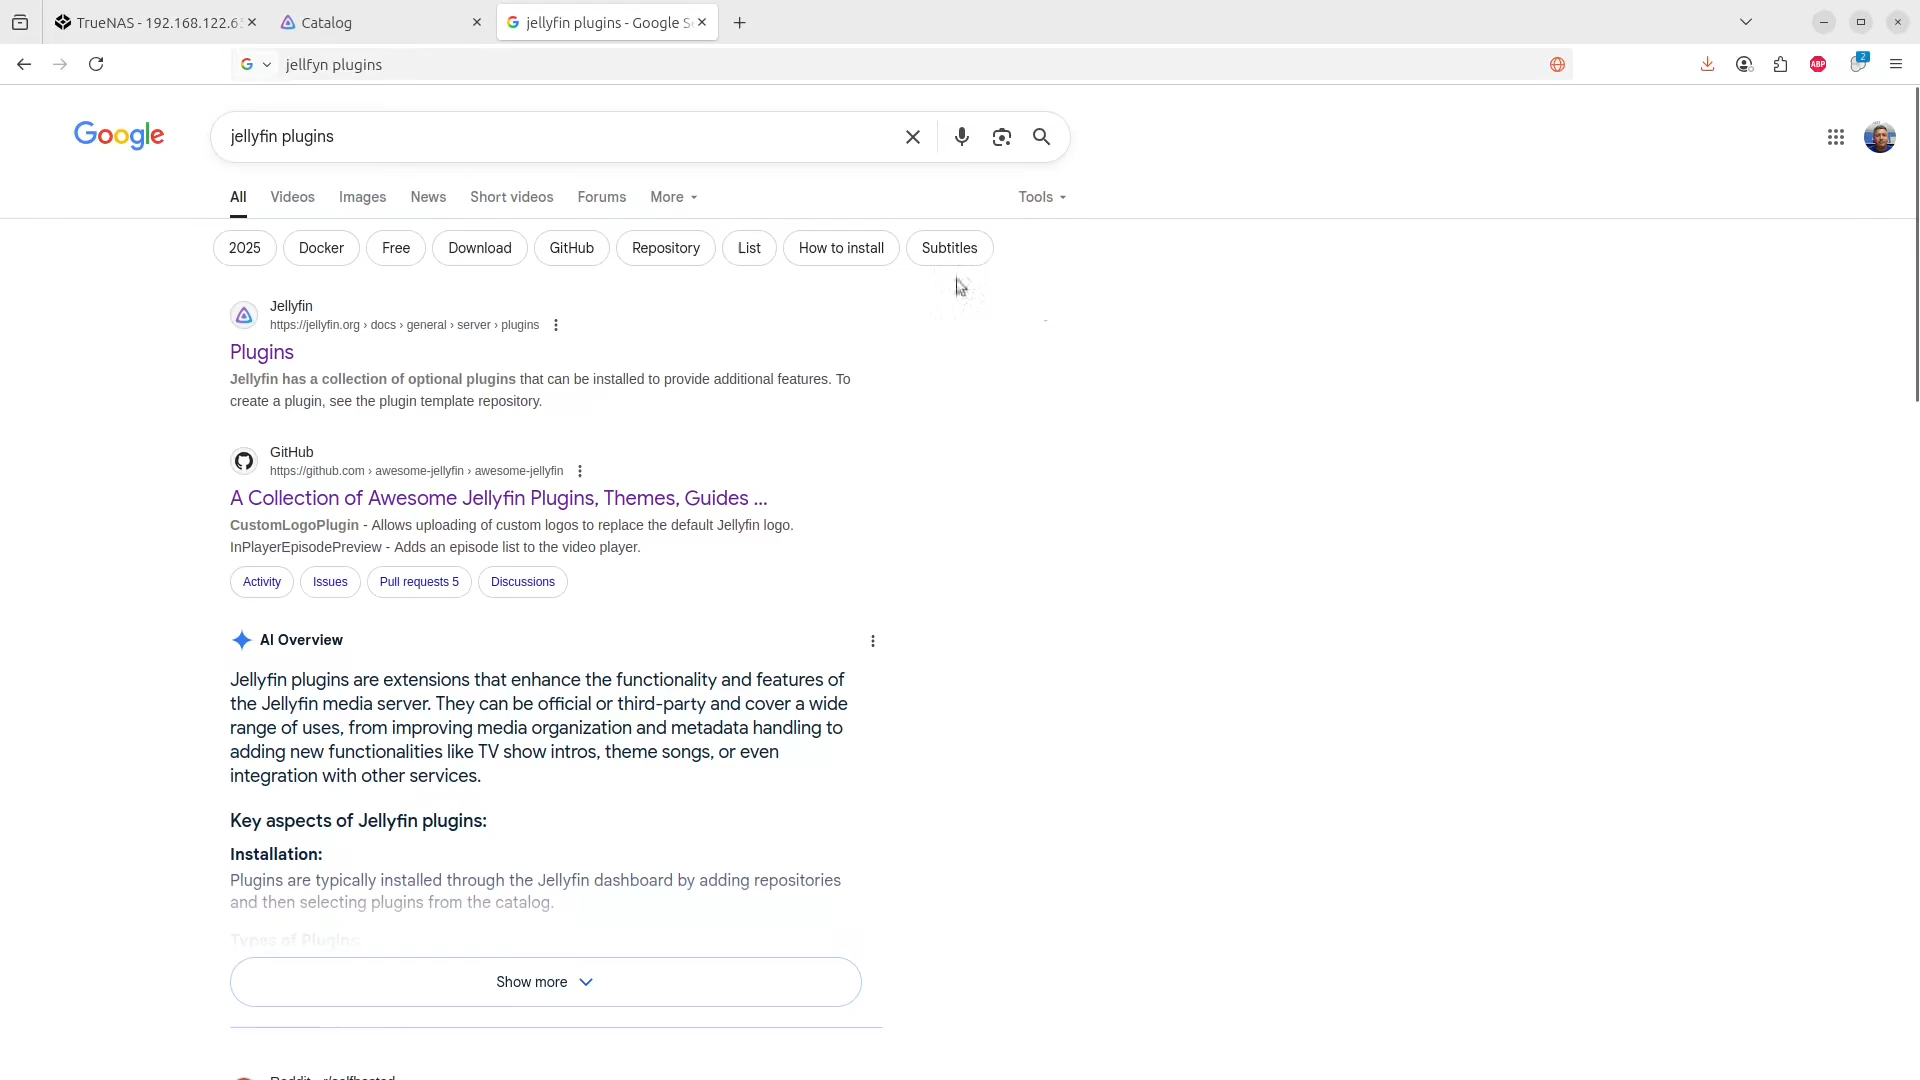 TrueNAS - 192.168.122.6
Catalog
jellyfin plugins - Google S
jellfyn plugins
ABP
2
Google
jellyfin plugins
All
Videos
Images
News
Short videos
Forums
More
Tools
2025
Docker
Free
Download
GitHub
Repository
List
How to install
Subtitles
Jellyfin
https://jellyfin.org › docs › general › server › plugins
Plugins
Jellyfin has a collection of optional plugins that can be installed to provide additional features. To
create a plugin, see the plugin template repository.
GitHub
https://github.com › awesome-jellyfin › awesome-jellyfin
A Collection of Awesome Jellyfin Plugins, Themes, Guides ...
CustomLogoPlugin - Allows uploading of custom logos to replace the default Jellyfin logo.
InPlayerEpisodePreview - Adds an episode list to the video player.
Activity
Issues
Pull requests 5
Discussions
AI Overview
Jellyfin plugins are extensions that enhance the functionality and features of
the Jellyfin media server. They can be official or third-party and cover a wide
range of uses, from improving media organization and metadata handling to
adding new functionalities like TV show intros, theme songs, or even
integration with other services.
Key aspects of Jellyfin plugins:
Installation:
Plugins are typically installed through the Jellyfin dashboard by adding repositories
and then selecting plugins from the catalog.
Types of Plugins:
Show more
Reddit · r/selfhosted